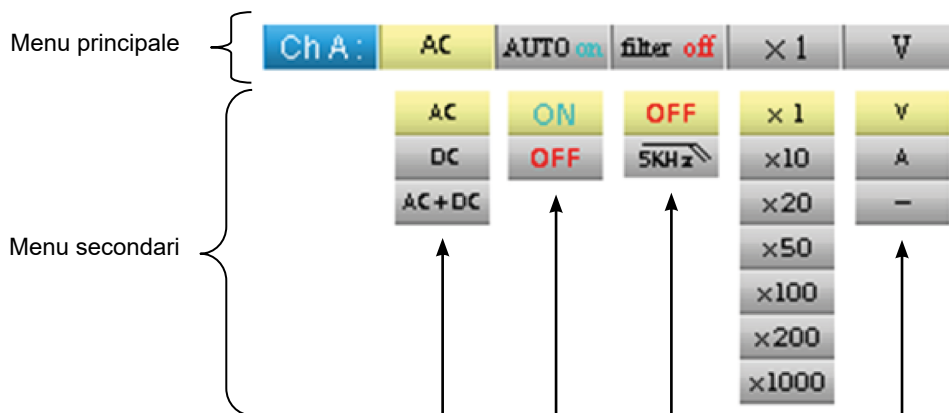 Menu principale
Ch A: AC AUTO on filter off ×1 V
AC ON OFF ×1 V
DC OFF 5KHz ×10 A
AC+DC ×20 –
Menu secondari
×50
×100
×200
×1000